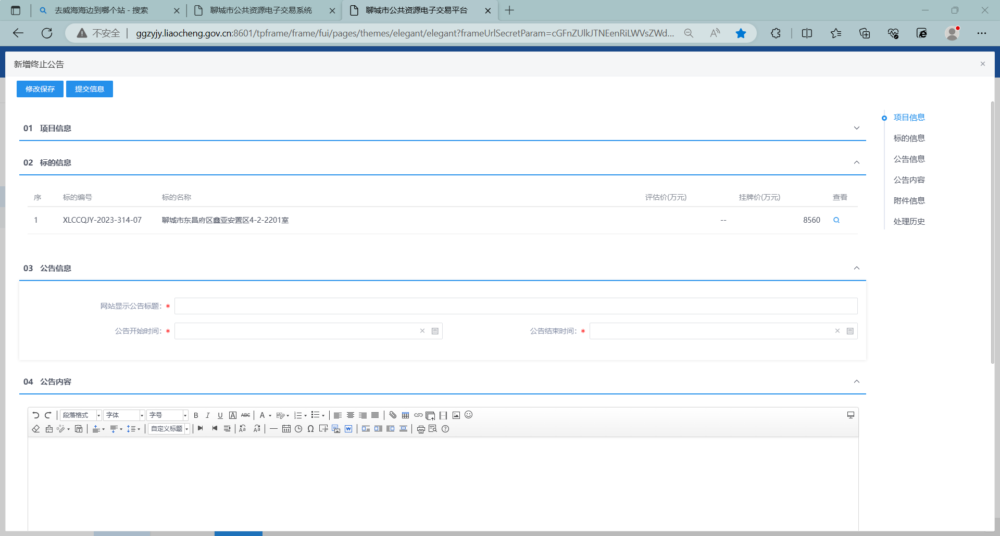 去威海海边到哪个站 - 搜索
聊城市公共资源电子交易系统
聊城市公共资源电子交易平台
不安全
ggzyjy.liaocheng.gov.cn:8601/tpframe/frame/fui/pages/themes/elegant/elegant?frameUrlSecretParam=cGFnZUlkJTNEenRiLWVsZWd...
新增终止公告
修改保存
提交信息
01 项目信息
02 标的信息
序 标的编号 标的名称 评估价(万元) 挂牌价(万元) 查看
1 XLCCQJY-2023-314-07 聊城市东昌府区鑫亚安置区4-2-2201室 -- 8560
03 公告信息
网站显示公告标题：*
公告开始时间：* 公告结束时间：*
04 公告内容
段落格式 字体 字号 B I U A ABC A
自定义标题
项目信息
标的信息
公告信息
公告内容
附件信息
处理历史